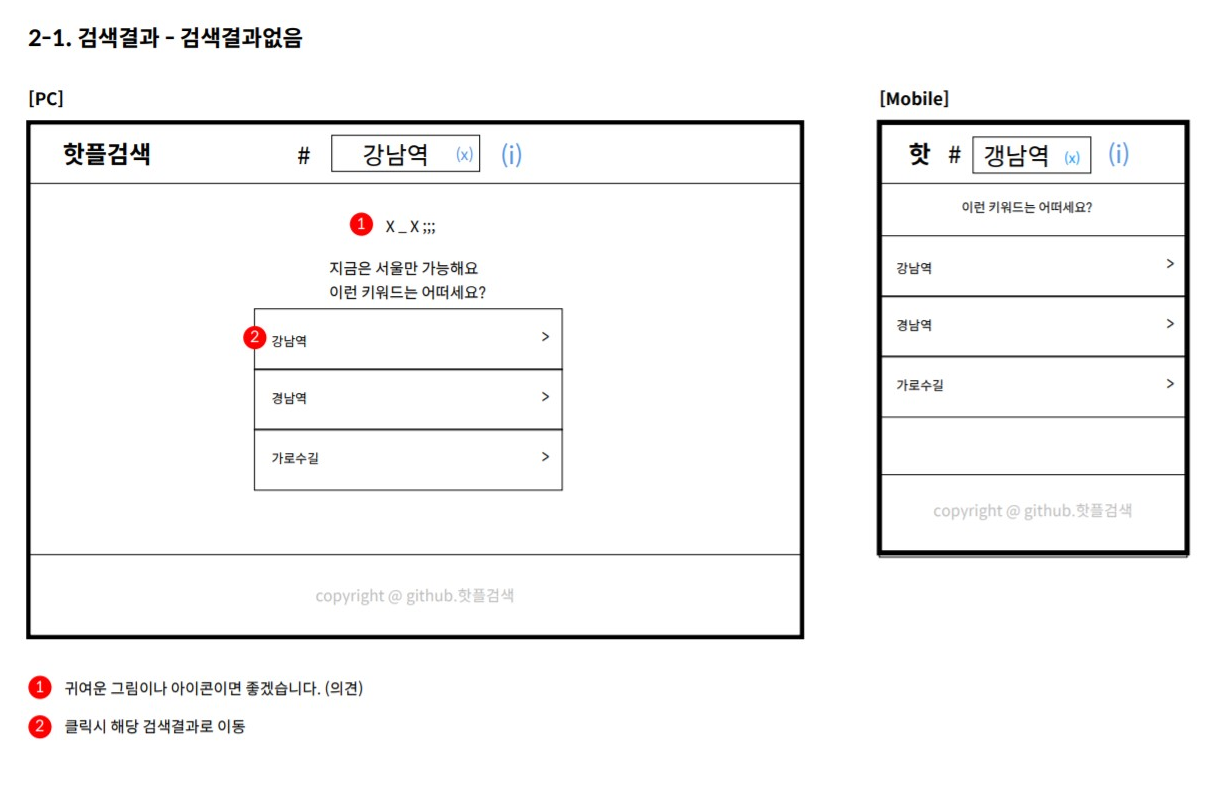 2-1. 검색결과 - 검색결과없음
[PC]
핫플검색 # 강남역 (x) (i)
1 X _ X ;;;
지금은 서울만 가능해요
이런 키워드는 어떠세요?
2 강남역 >
경남역 >
가로수길 >
copyright @ github.핫플검색
[Mobile]
핫 # 갱남역 (x) (i)
이런 키워드는 어떠세요?
강남역 >
경남역 >
가로수길 >
copyright @ github.핫플검색
1 귀여운 그림이나 아이콘이면 좋겠습니다. (의견)
2 클릭시 해당 검색결과로 이동